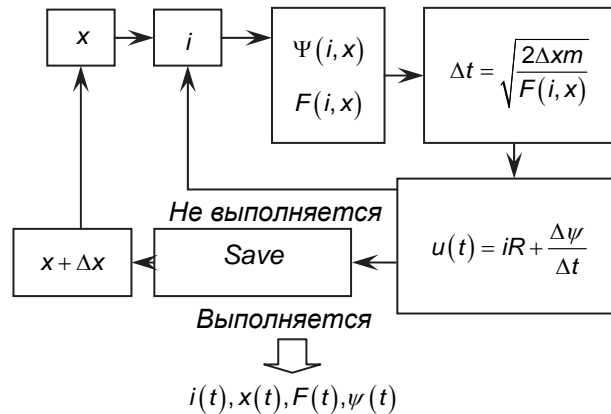 x
i
Ψ(i, x)
F(i, x)
Δt = √(2Δxm / F(i, x))
Не выполняется
u(t) = iR + Δψ / Δt
x + Δx
Save
Выполняется
i(t), x(t), F(t), ψ(t)